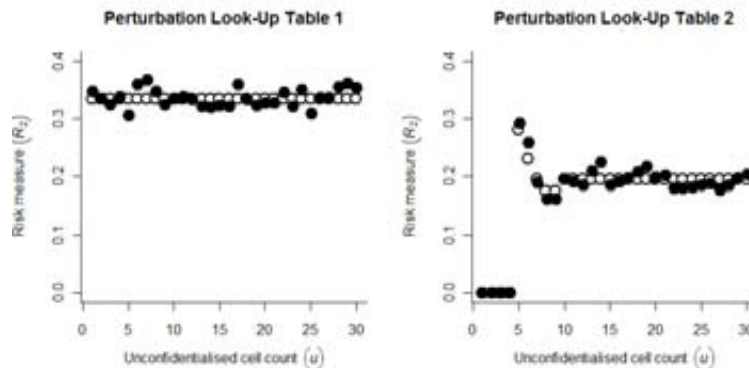 Perturbation Look-Up Table 1
Risk measure (R₂)
0.4
0.3
0.2
0.1
0.0
0 5 10 15 20 25 30
Unconfidentialised cell count (u)
Perturbation Look-Up Table 2
Risk measure (R₂)
0.4
0.3
0.2
0.1
0.0
0 5 10 15 20 25 30
Unconfidentialised cell count (u)